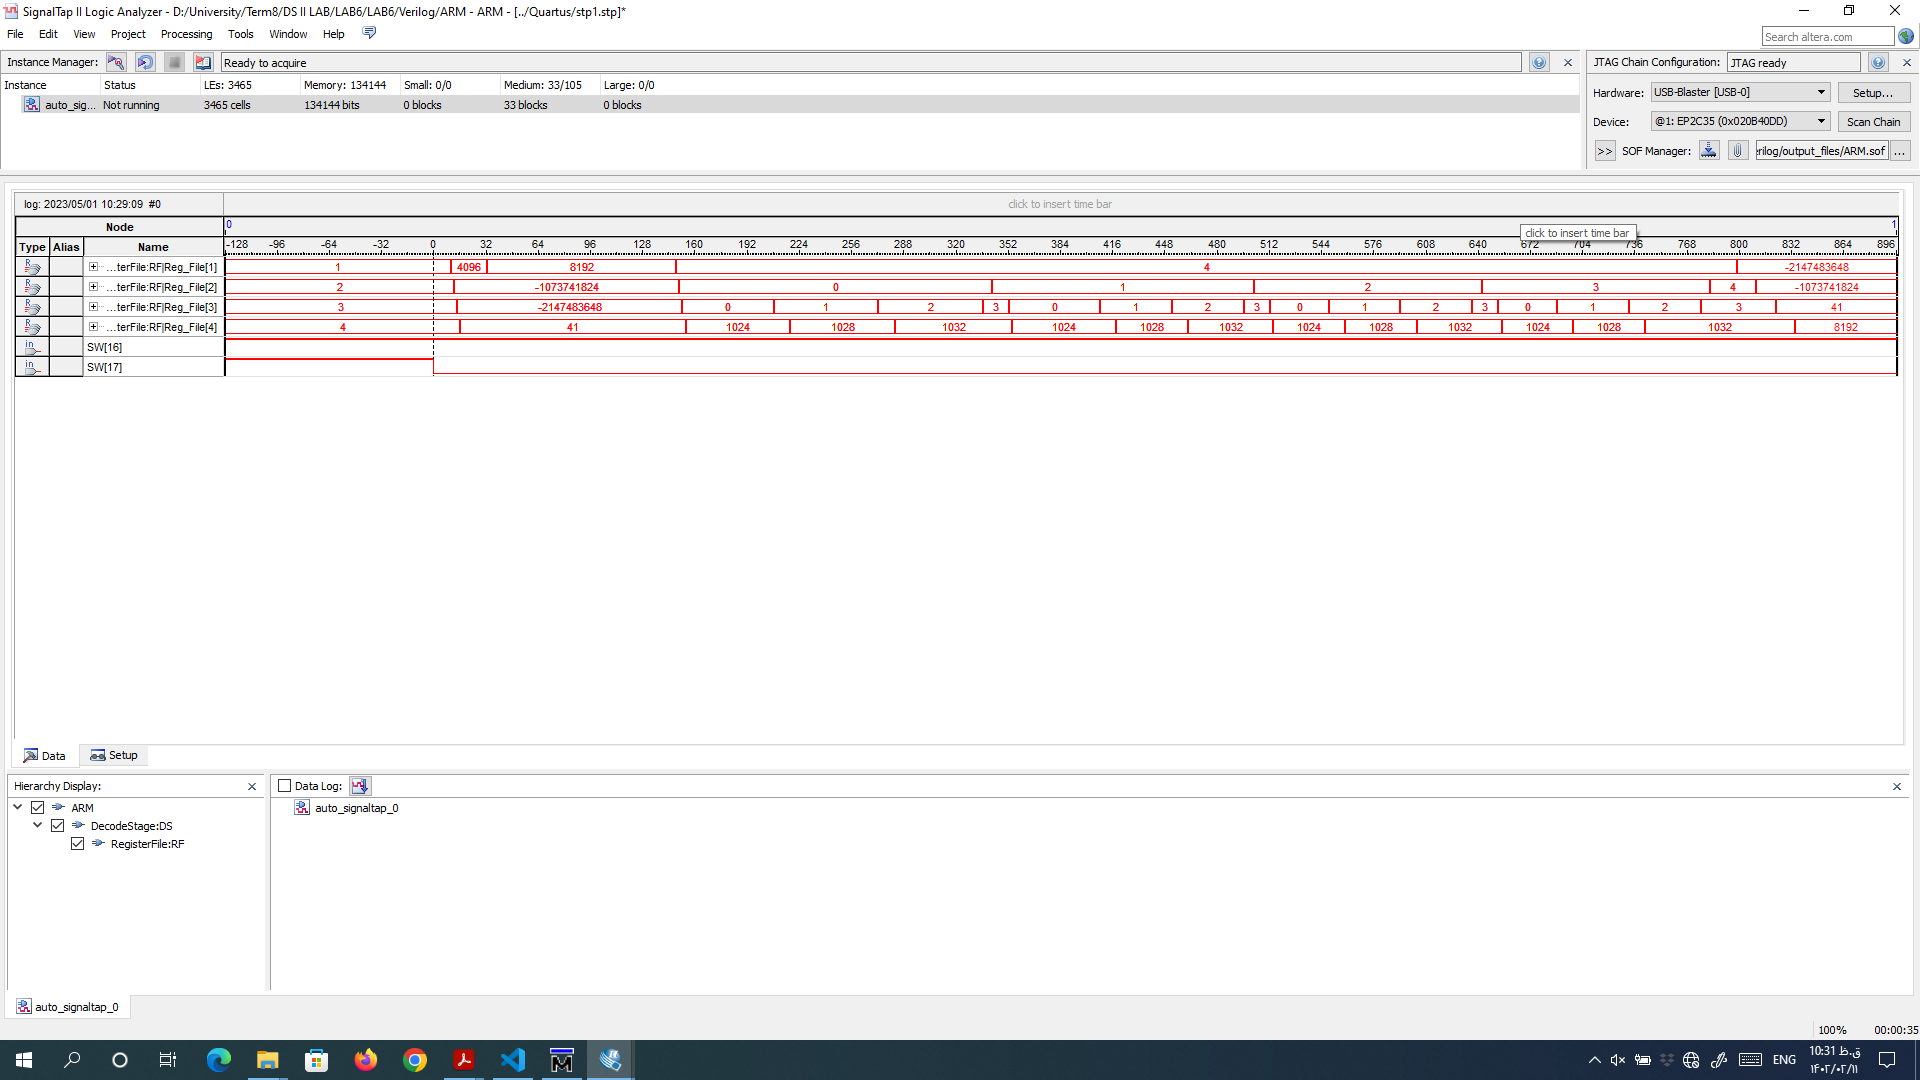 SignalTap II Logic Analyzer - D:/University/Term8/DS II LAB/LAB6/LAB6/Verilog/ARM - ARM - [../Quartus/stp1.stp]*
File Edit View Project Processing Tools Window Help
Search altera.com
Instance Manager: Ready to acquire
JTAG Chain Configuration: JTAG ready
Instance Status LEs: 3465 Memory: 134144 Small: 0/0 Medium: 33/105 Large: 0/0
auto_sig... Not running 3465 cells 134144 bits 0 blocks 33 blocks 0 blocks
Hardware: USB-Blaster [USB-0] Setup...
Device: @1: EP2C35 (0x020B40DD) Scan Chain
>> SOF Manager: erilog/output_files/ARM.sof ...
log: 2023/05/01 10:29:09 #0 click to insert time bar
Node 0 1
click to insert time bar
Type Alias Name -128 -96 -64 -32 0 32 64 96 128 160 192 224 256 288 320 352 384 416 448 480 512 544 576 608 640 672 704 736 768 800 832 864 896
...terFile:RF|Reg_File[1] 1 4096 8192 4 -2147483648
...terFile:RF|Reg_File[2] 2 -1073741824 0 1 2 3 4 -1073741824
...terFile:RF|Reg_File[3] 3 -2147483648 0 1 2 3 0 1 2 3 0 1 2 3 0 1 2 3 41
...terFile:RF|Reg_File[4] 4 41 1024 1028 1032 1024 1028 1032 1024 1028 1032 1024 1028 1032 8192
SW[16]
SW[17]
Data Setup
Hierarchy Display:
ARM
DecodeStage:DS
RegisterFile:RF
Data Log:
auto_signaltap_0
auto_signaltap_0
100% 00:00:35
ENG
10:31 ق.ظ
۱۴۰۲/۰۲/۱۱